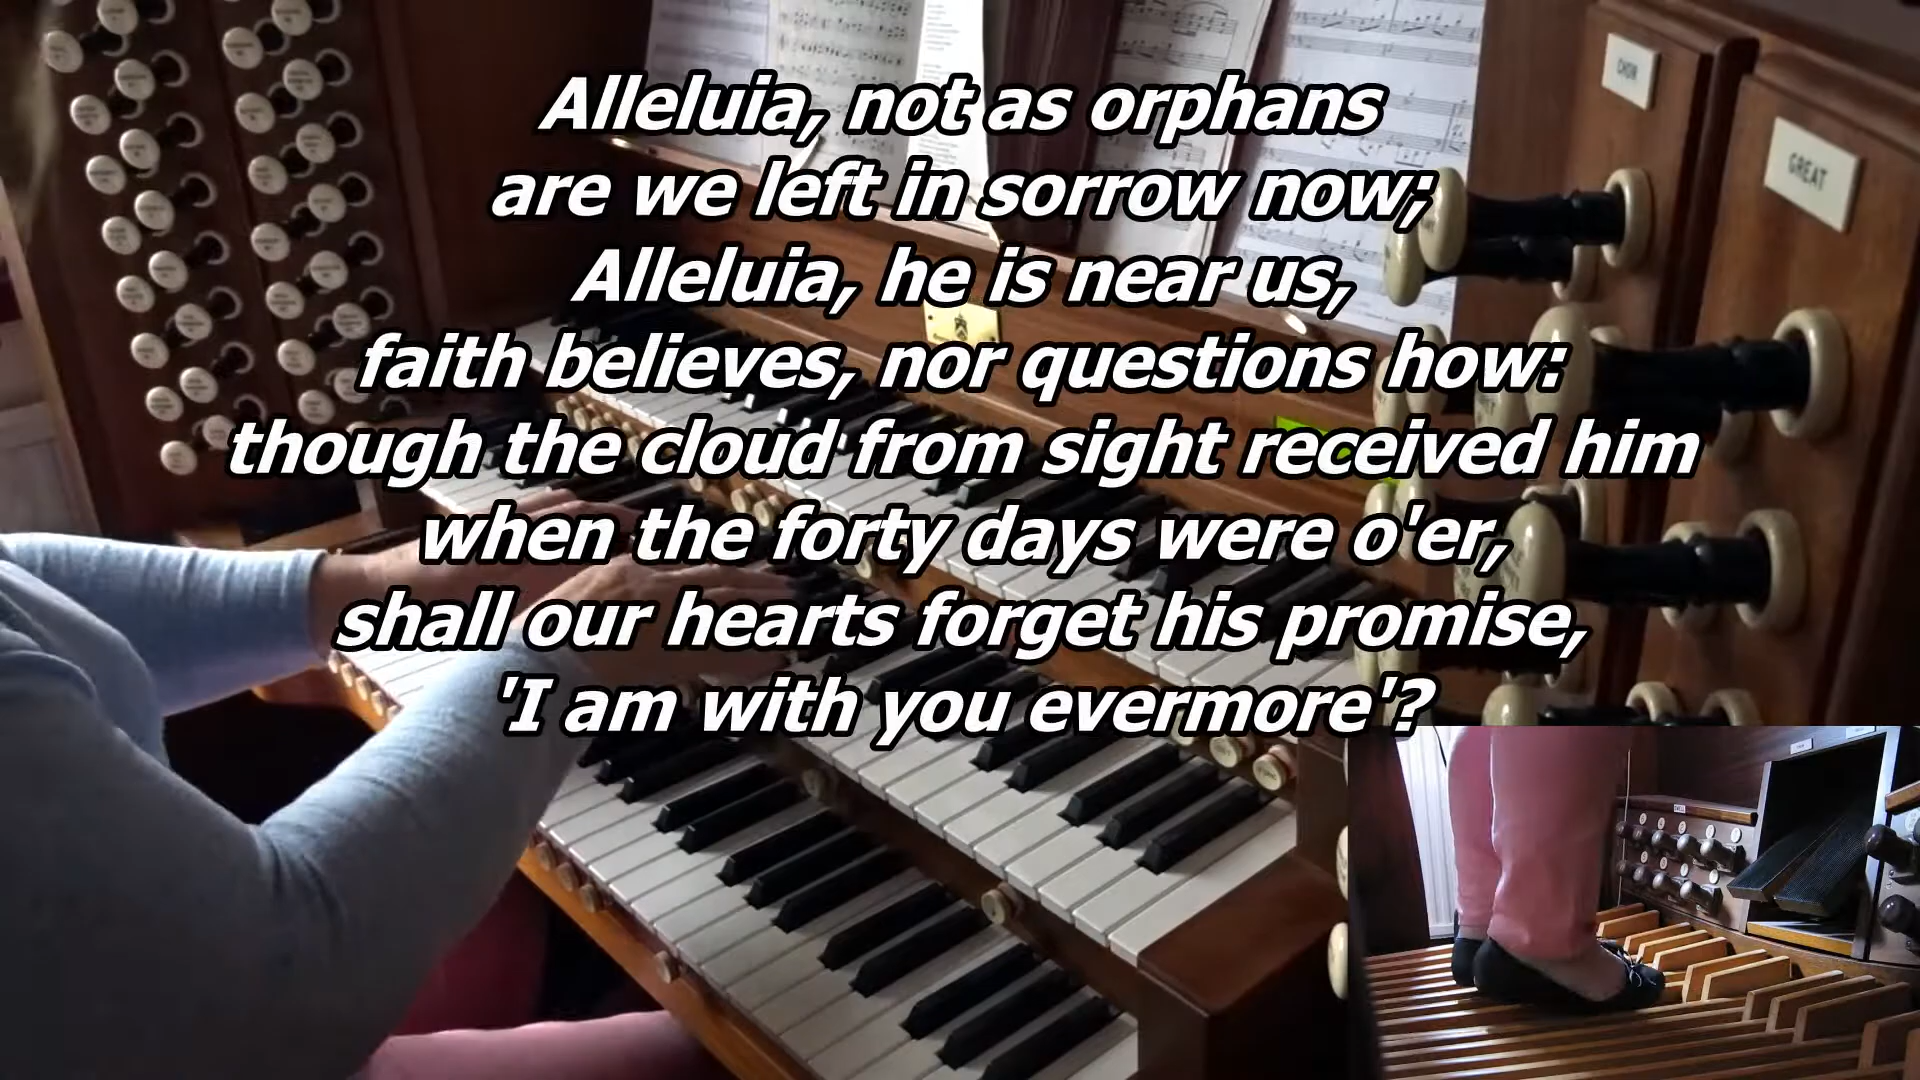 Alleluia, not as orphans
are we left in sorrow now;
Alleluia, he is near us,
faith believes, nor questions how:
though the cloud from sight received him
when the forty days were o'er,
shall our hearts forget his promise,
'I am with you evermore'?
CHOIR
GREAT